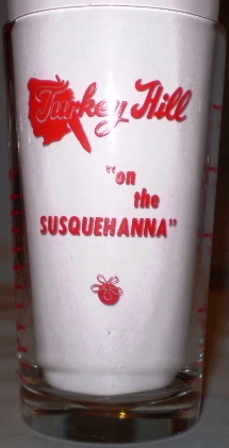 Turkey Hill
"on
the
SUSQUEHANNA"